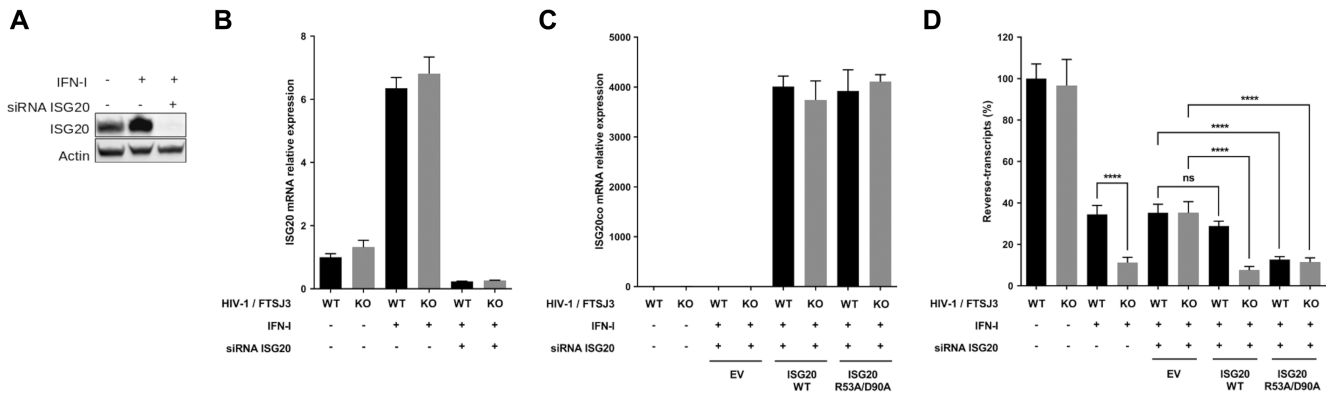 A
IFN-I - + +
siRNA ISG20 - - +
ISG20
Actin
B
ISG20 mRNA relative expression
8
6
4
2
0
HIV-1 / FTSJ3 WT KO WT KO WT KO
IFN-I - - + + + +
siRNA ISG20 - - - - + +
C
ISG20co mRNA relative expression
5000
4000
3000
2000
1000
0
HIV-1 / FTSJ3 WT KO WT KO WT KO WT KO
IFN-I - - + + + + + +
siRNA ISG20 - - + + + + + +
EV ISG20 ISG20
WT R53A/D90A
D
Reverse-transcripts (%)
120
100
80
60
40
20
0
****
****
****
ns
****
HIV-1 / FTSJ3 WT KO WT KO WT KO WT KO WT KO
IFN-I - - + + + + + + + +
siRNA ISG20 - - - - + + + + + +
EV ISG20 ISG20
WT R53A/D90A